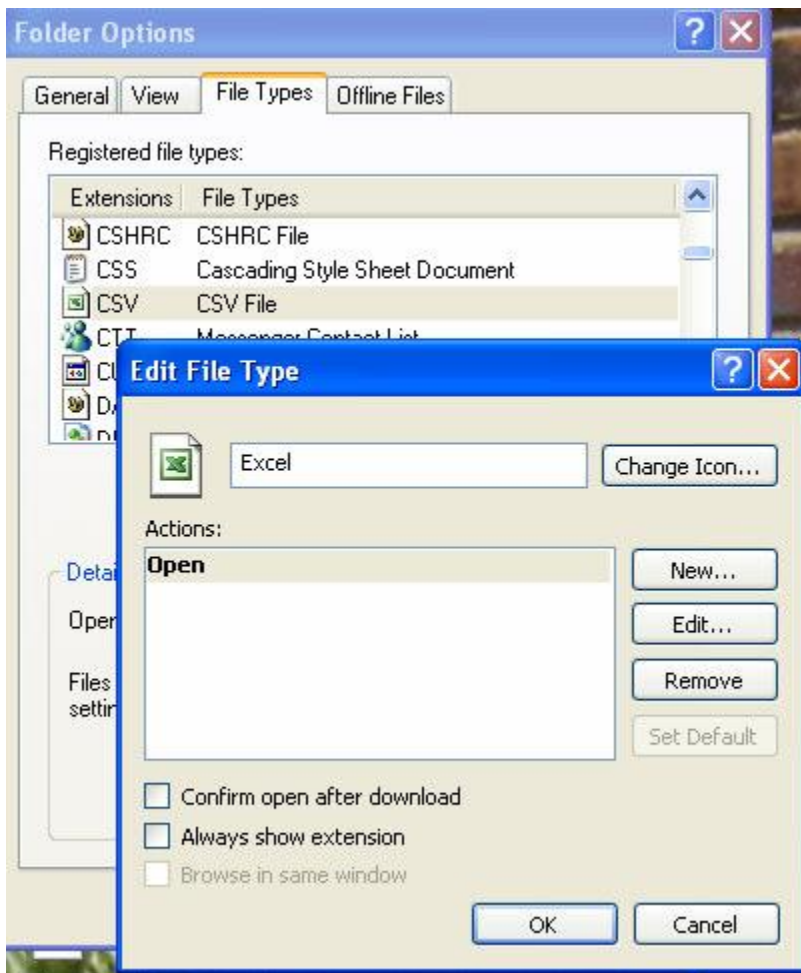 Folder Options
General View File Types Offline Files
Registered file types:
Extensions File Types
CSHRC CSHRC File
CSS Cascading Style Sheet Document
CSV CSV File
Edit File Type
Excel
Change Icon...
Actions:
Open
New...
Edit...
Remove
Set Default
Confirm open after download
Always show extension
Browse in same window
OK Cancel
Files